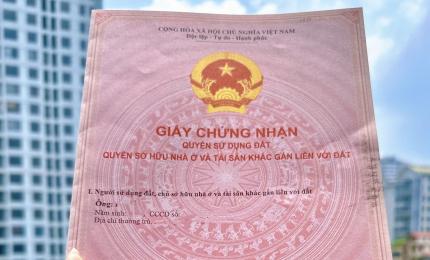 CỘNG HÒA XÃ HỘI CHỦ NGHĨA VIỆT NAM
Độc lập - Tự do - Hạnh phúc
GIẤY CHỨNG NHẬN
QUYỀN SỬ DỤNG ĐẤT
QUYỀN SỞ HỮU NHÀ Ở VÀ TÀI SẢN KHÁC GẮN LIỀN VỚI ĐẤT
I. Người sử dụng đất, chủ sở hữu nhà ở và tài sản khác gắn liền với đất
Ông:
Năm sinh: , CCCD số:
Địa chỉ thường trú: